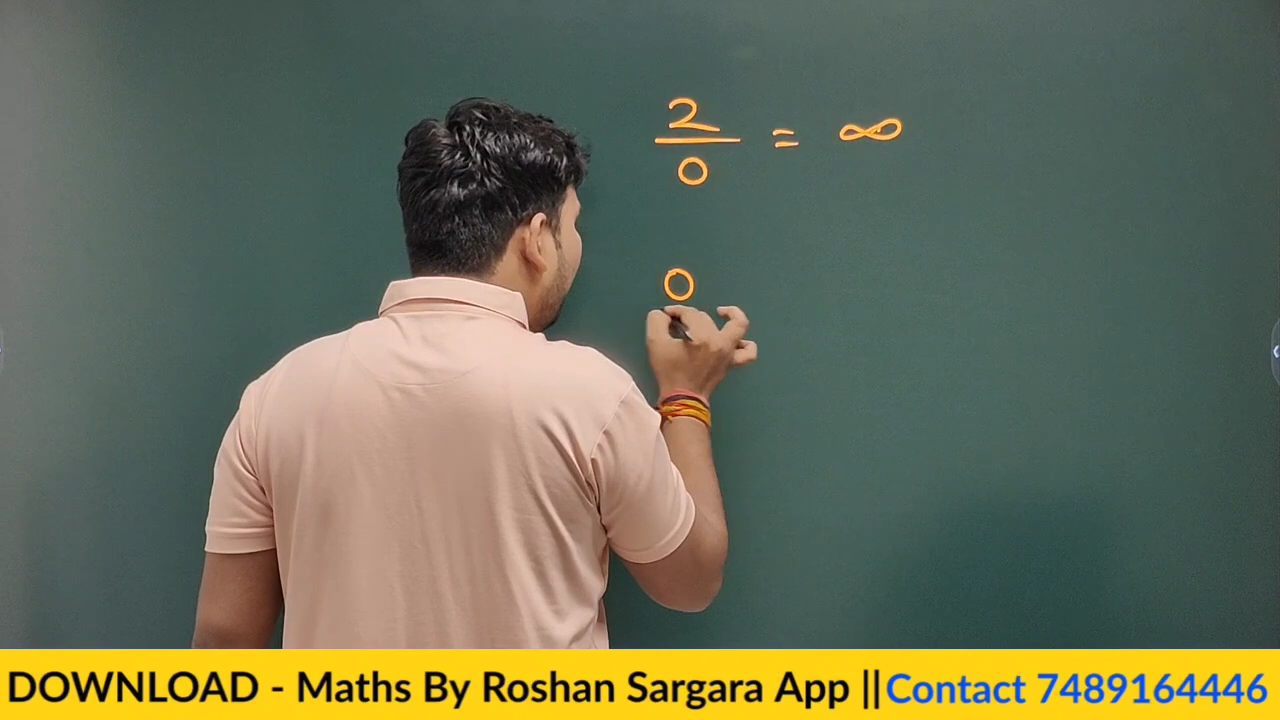 2/0 = ∞
0
DOWNLOAD - Maths By Roshan Sargara App || Contact 7489164446